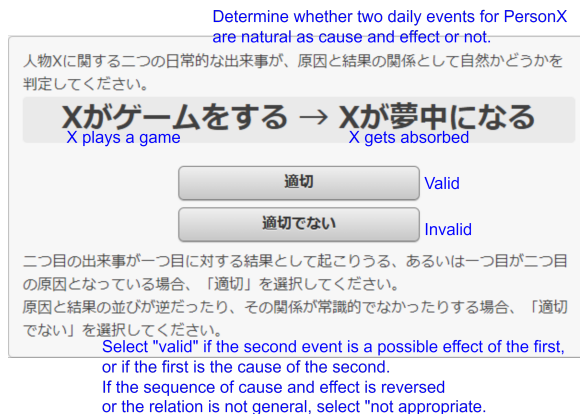 Determine whether two daily events for PersonX
are natural as cause and effect or not.
人物Xに関する二つの日常的な出来事が、原因と結果の関係として自然かどうかを
判定してください。
Xがゲームをする → Xが夢中になる
X plays a game X gets absorbed
適切 Valid
適切でない Invalid
二つ目の出来事が一つ目に対する結果として起こりうる、あるいは一つ目が二つ目
の原因となっている場合、「適切」を選択してください。
原因と結果の並びが逆だったり、その関係が常識的でなかったりする場合、「適切
でない」を選択してください。
Select "valid" if the second event is a possible effect of the first,
or if the first is the cause of the second.
If the sequence of cause and effect is reversed
or the relation is not general, select "not appropriate.